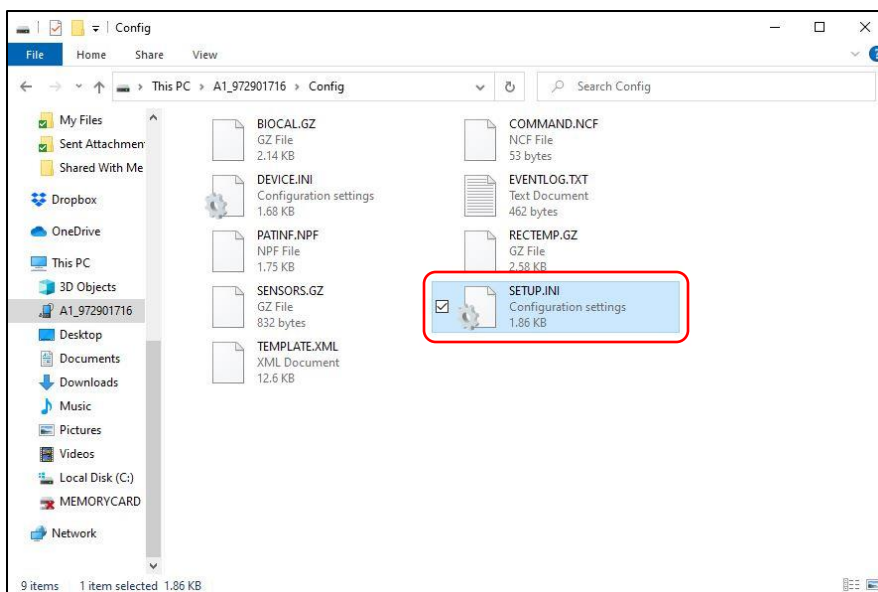 Config
File
Home
Share
View
This PC
A1_972901716
Config
Search Config
My Files
Sent Attachmen
Shared With Me
Dropbox
OneDrive
This PC
3D Objects
A1_972901716
Desktop
Documents
Downloads
Music
Pictures
Videos
Local Disk (C:)
MEMORYCARD
Network
BIOCAL.GZ
GZ File
2.14 KB
COMMAND.NCF
NCF File
53 bytes
DEVICE.INI
Configuration settings
1.68 KB
EVENTLOG.TXT
Text Document
462 bytes
PATINF.NPF
NPF File
1.75 KB
RECTEMP.GZ
GZ File
2.58 KB
SENSORS.GZ
GZ File
832 bytes
SETUP.INI
Configuration settings
1.86 KB
TEMPLATE.XML
XML Document
12.6 KB
9 items
1 item selected 1.86 KB